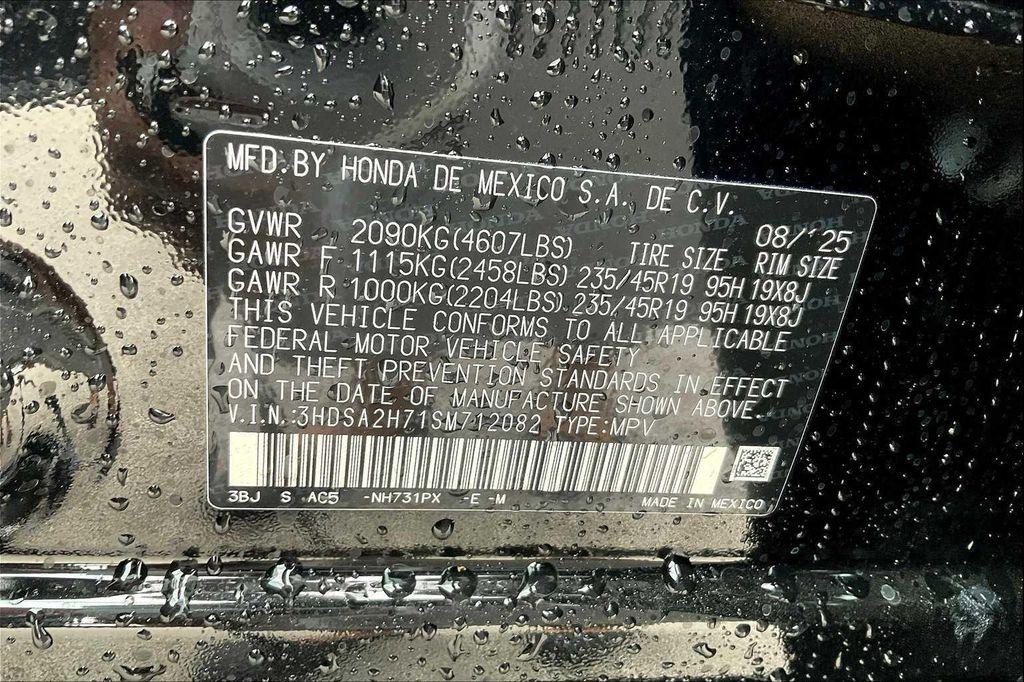 MFD.BY HONDA DE MEXICO S.A. DE C.V.
08/'25
GVWR 2090KG(4607LBS) TIRE SIZE RIM SIZE
GAWR F 1115KG(2458LBS) 235/45R19 95H 19X8J
GAWR R 1000KG(2204LBS) 235/45R19 95H 19X8J
THIS VEHICLE CONFORMS TO ALL APPLICABLE
FEDERAL MOTOR VEHICLE SAFETY
AND THEFT PREVENTION STANDARDS IN EFFECT
ON THE DATE OF MANUFACTURE SHOWN ABOVE.
V.I.N.:3HDSA2H71SM712082 TYPE:MPV
3BJ S AC5 -NH731PX -E -M MADE IN MEXICO